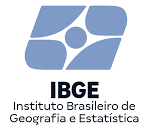 IBGE
Instituto Brasileiro de
Geografia e Estatística